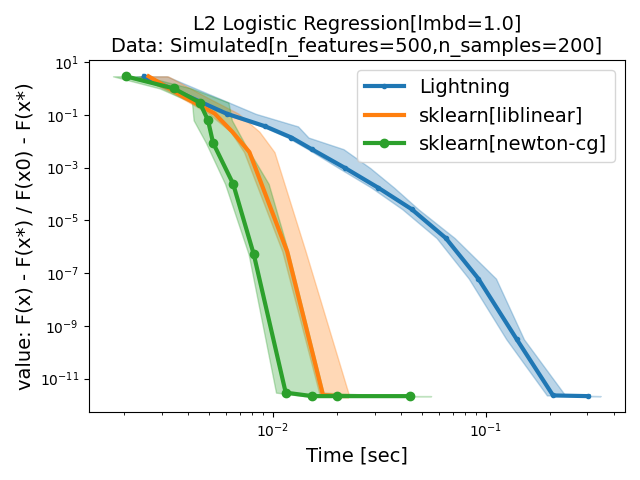 L2 Logistic Regression[lmbd=1.0]
Data: Simulated[n_features=500,n_samples=200]
value: F(x) - F(x*) / F(x0) - F(x*)
10¹
10⁻¹
10⁻³
10⁻⁵
10⁻⁷
10⁻⁹
10⁻¹¹
Lightning
sklearn[liblinear]
sklearn[newton-cg]
10⁻² 10⁻¹
Time [sec]